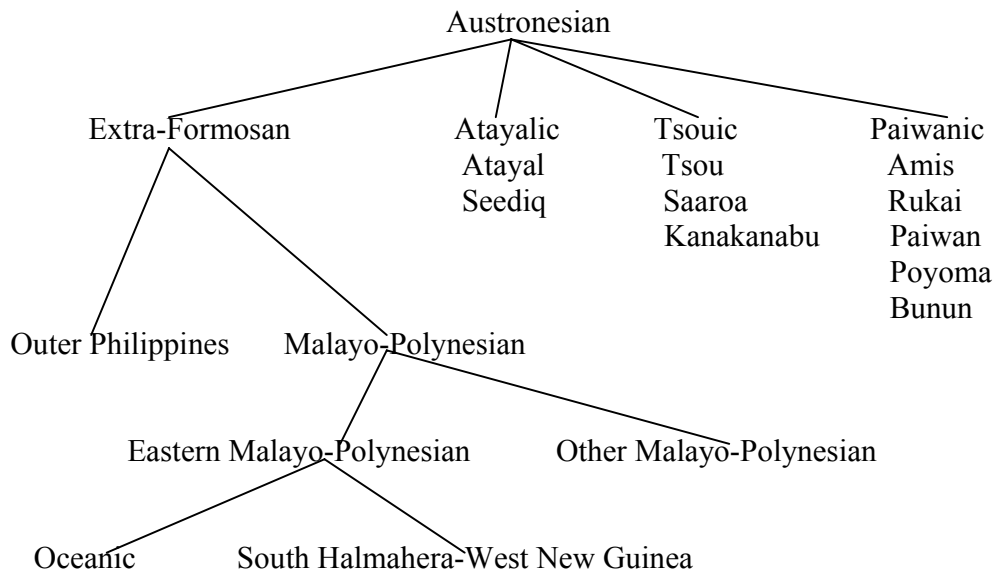 Austronesian
Extra-Formosan Atayalic Tsouic Paiwanic
Atayal Tsou Amis
Seediq Saaroa Rukai
Kanakanabu Paiwan
Poyoma
Bunun
Outer Philippines Malayo-Polynesian
Eastern Malayo-Polynesian Other Malayo-Polynesian
Oceanic South Halmahera-West New Guinea